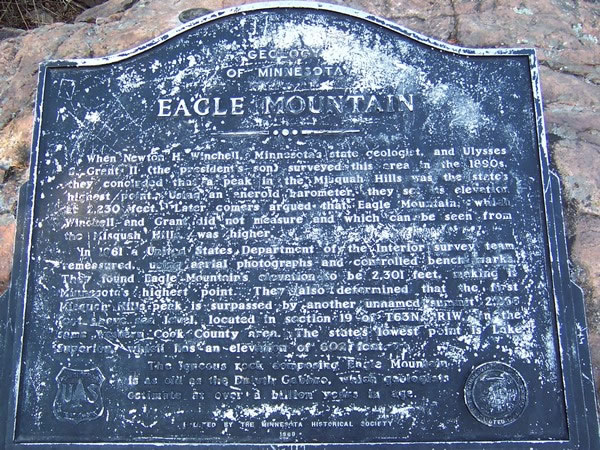 GEOLOGY
OF MINNESOTA
EAGLE MOUNTAIN
When Newton H. Winchell, Minnesota's state geologist, and Ulysses
S. Grant II (the president's son) surveyed this area in the 1890s,
they concluded that a peak in the Misquah Hills was the state's
highest point. Using an aneroid barometer, they set its elevation
at 2,230 feet. Later comers argued that Eagle Mountain, which
Winchell and Grant did not measure and which can be seen from
the Misquah Hills, was higher.
In 1961 a United States Department of the Interior survey team
remeasured, using aerial photographs and controlled bench marks.
They found Eagle Mountain's elevation to be 2,301 feet, making it
Minnesota's highest point. They also determined that the first
Misquah Hills peak is surpassed by another unnamed summit
sea level, located in section 19 of T63N, R1W, in the
same Cook County area. The state's lowest point is Lake
Superior, which has an elevation of 602 feet.
The igneous rock composing Eagle Mountain
is as old as the Duluth Gabbro, which geologists
estimate at over a billion years in age.
UAS
BY THE MINNESOTA HISTORICAL SOCIETY